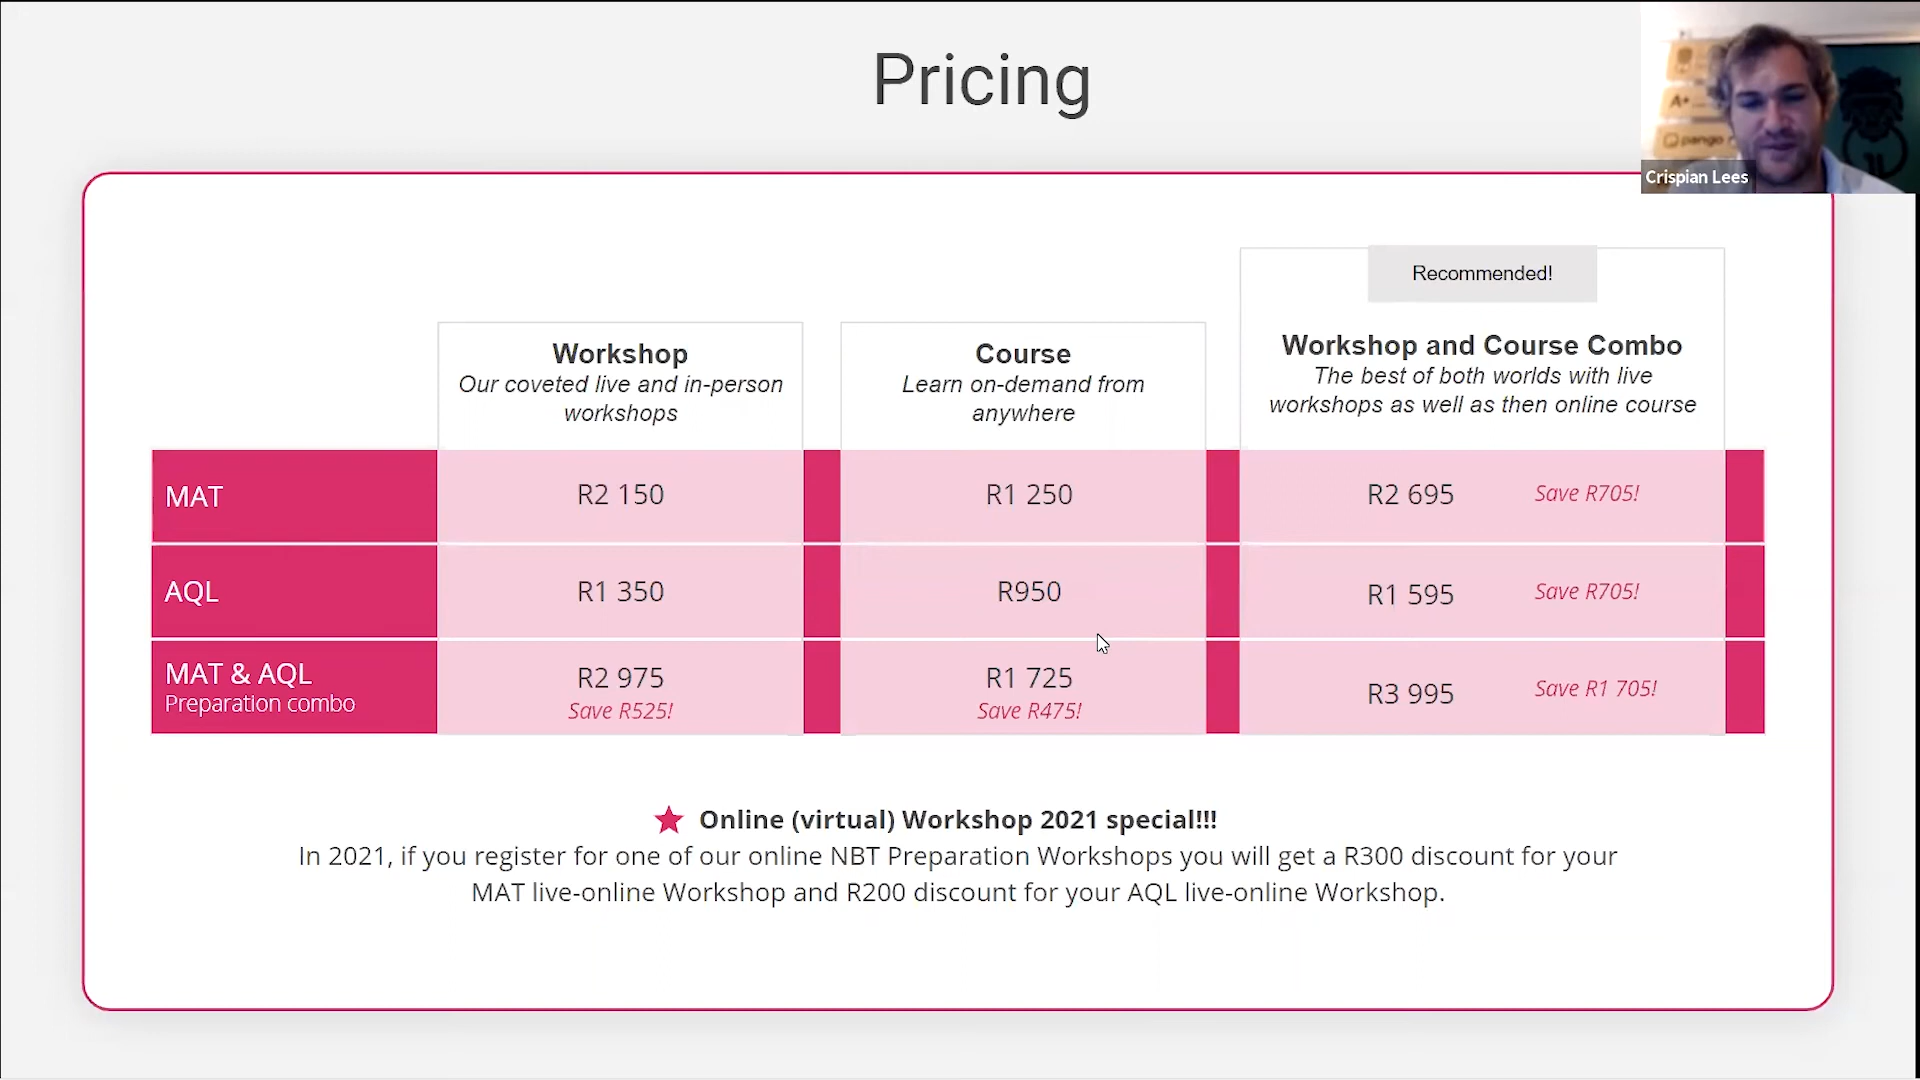 Pricing
Crispian Lees
Recommended!
Workshop
Our coveted live and in-person
workshops
Course
Learn on-demand from
anywhere
Workshop and Course Combo
The best of both worlds with live
workshops as well as then online course
MAT R2 150 R1 250 R2 695 Save R705!
AQL R1 350 R950 R1 595 Save R705!
MAT & AQL R2 975 R1 725 R3 995 Save R1 705!
Preparation combo Save R525! Save R475!
Online (virtual) Workshop 2021 special!!!
In 2021, if you register for one of our online NBT Preparation Workshops you will get a R300 discount for your
MAT live-online Workshop and R200 discount for your AQL live-online Workshop.
A+
pango